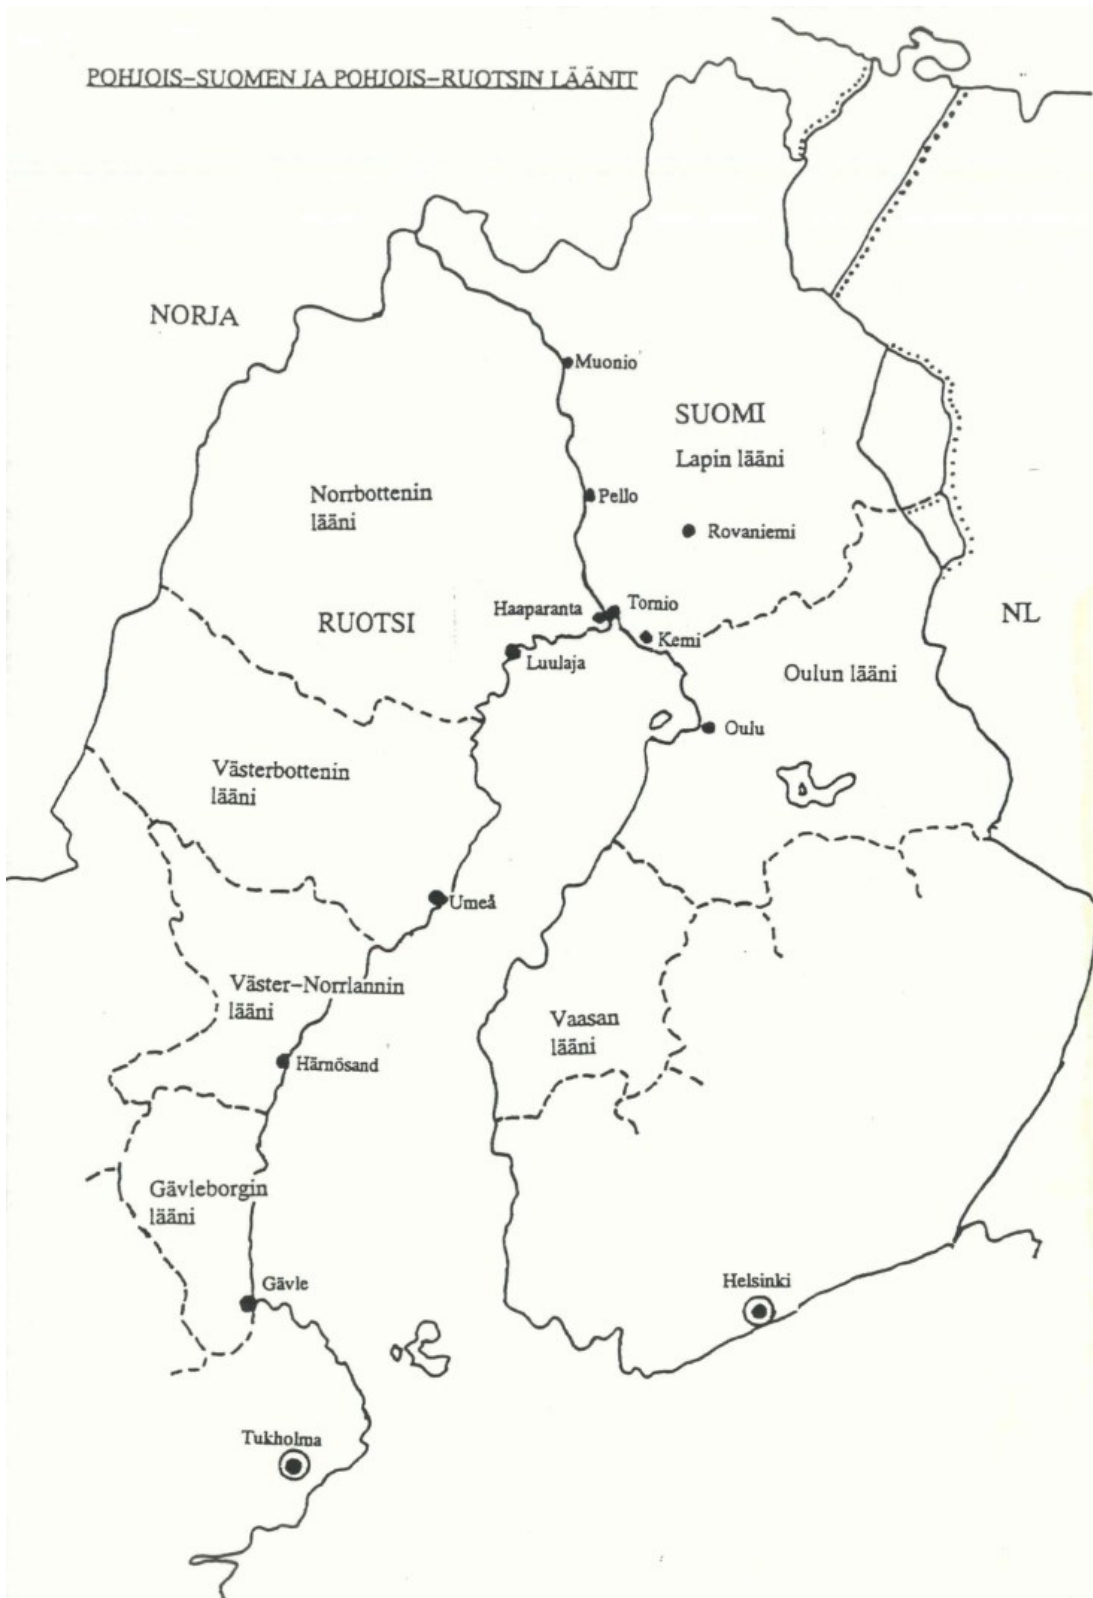 POHJOIS-SUOMEN JA POHJOIS-RUOTSIN LÄÄNIT
NORJA
Muonio
SUOMI
Lapin lääni
Norrbottenin
lääni
Pello
Rovaniemi
Haaparanta
Tornio
RUOTSI
NL
Kemi
Luulaja
Oulun lääni
Oulu
Västerbottenin
lääni
Umeå
Väster-Norrlannin
lääni
Vaasan
lääni
Härnösand
Gävleborgin
lääni
Gävle
Helsinki
Tukholma